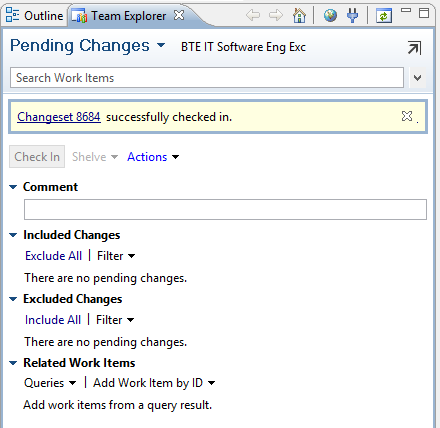 Outline Team Explorer
Pending Changes BTE IT Software Eng Exc
Search Work Items
Changeset 8684 successfully checked in.
Check In Shelve Actions
Comment
Included Changes
Exclude All | Filter
There are no pending changes.
Excluded Changes
Include All | Filter
There are no pending changes.
Related Work Items
Queries | Add Work Item by ID
Add work items from a query result.